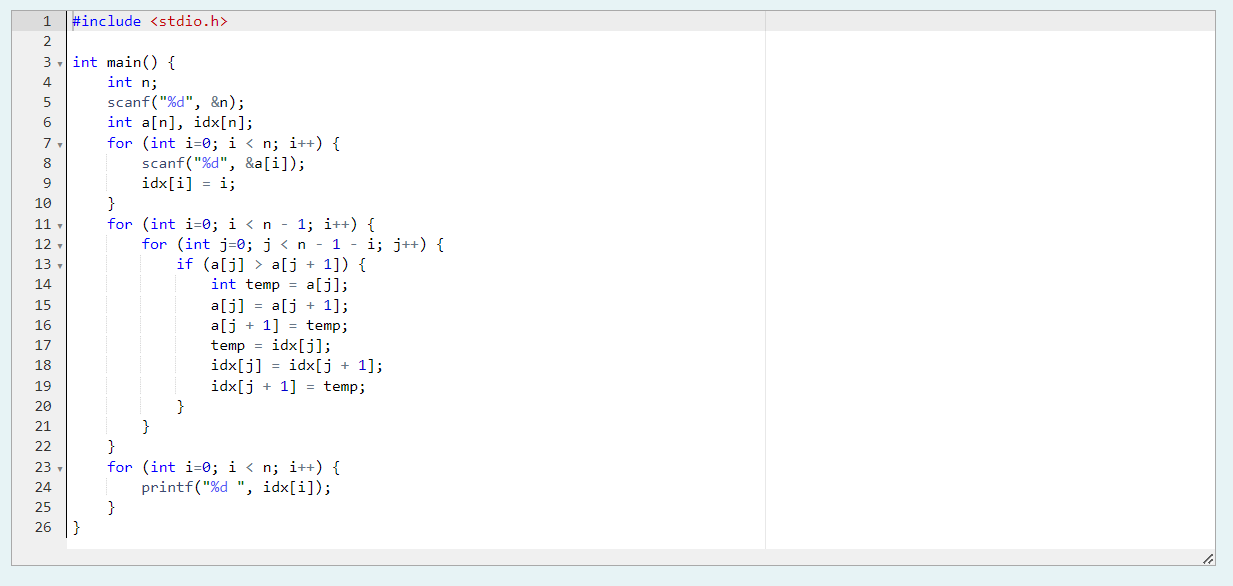 1 #include <stdio.h>
2
3 int main() {
4     int n;
5     scanf("%d", &n);
6     int a[n], idx[n];
7     for (int i=0; i < n; i++) {
8         scanf("%d", &a[i]);
9         idx[i] = i;
10     }
11     for (int i=0; i < n - 1; i++) {
12         for (int j=0; j < n - 1 - i; j++) {
13             if (a[j] > a[j + 1]) {
14                 int temp = a[j];
15                 a[j] = a[j + 1];
16                 a[j + 1] = temp;
17                 temp = idx[j];
18                 idx[j] = idx[j + 1];
19                 idx[j + 1] = temp;
20             }
21         }
22     }
23     for (int i=0; i < n; i++) {
24         printf("%d ", idx[i]);
25     }
26 }